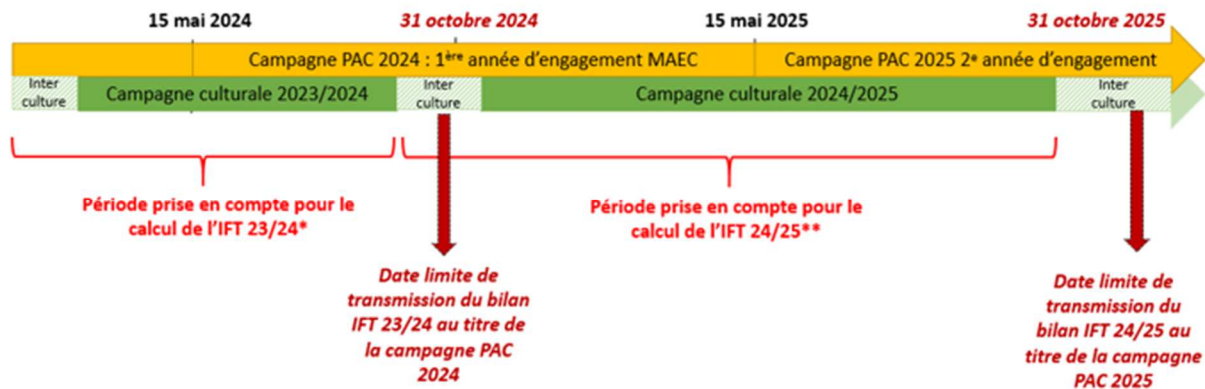 15 mai 2024
31 octobre 2024
15 mai 2025
31 octobre 2025
Campagne PAC 2024 : 1ère année d'engagement MAEC
Campagne PAC 2025 2e année d'engagement
Inter
culture
Campagne culturale 2023/2024
Inter
culture
Campagne culturale 2024/2025
Inter
culture
Période prise en compte pour le
calcul de l'IFT 23/24*
Période prise en compte pour le
calcul de l'IFT 24/25**
Date limite de
transmission du bilan
IFT 23/24 au titre de
la campagne PAC
2024
Date limite de
transmission du
bilan IFT 24/25 au
titre de la campagne
PAC 2025